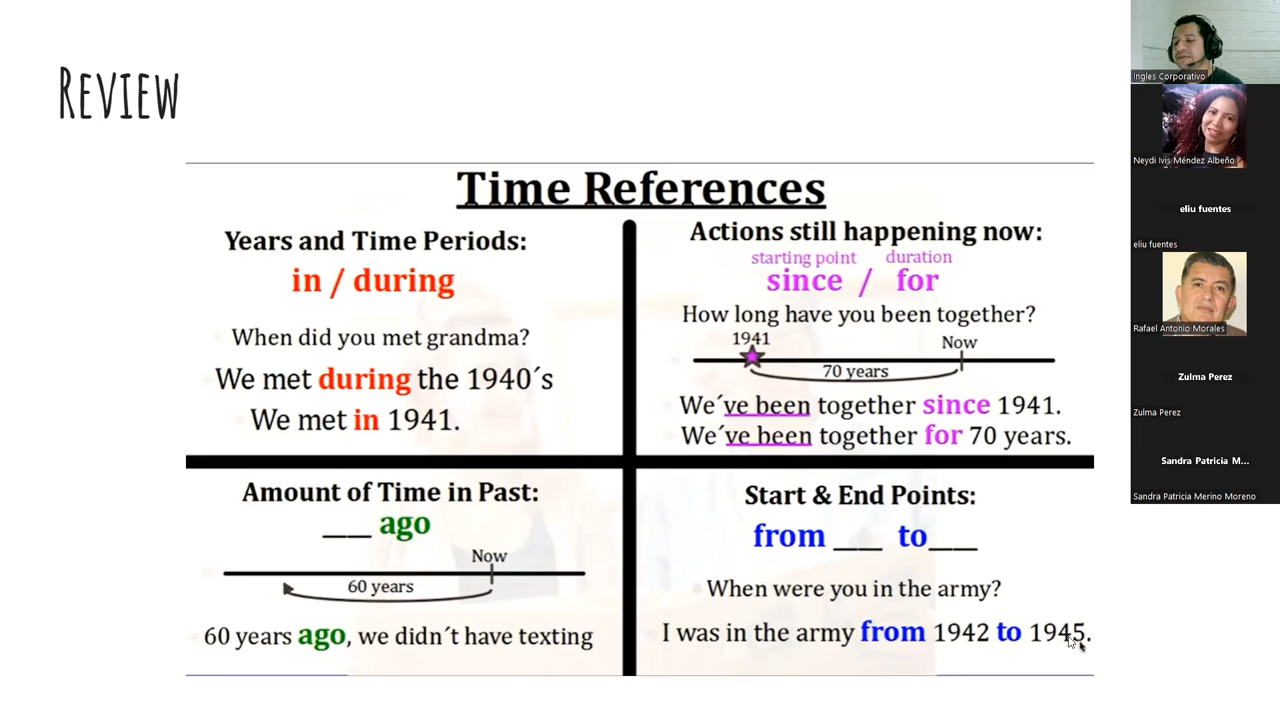 REVIEW
Time References
Years and Time Periods:
in / during
When did you met grandma?
We met during the 1940´s
We met in 1941.
Actions still happening now:
starting point duration
since / for
How long have you been together?
1941 Now
70 years
We´ve been together since 1941.
We´ve been together for 70 years.
Amount of Time in Past:
___ ago
Now
60 years
60 years ago, we didn´t have texting
Start & End Points:
from ___ to___
When were you in the army?
I was in the army from 1942 to 1945.
Ingles Corporativo
Neydi Ivis Méndez Albeño
eliu fuentes
eliu fuentes
Rafael Antonio Morales
Zulma Perez
Zulma Perez
Sandra Patricia M...
Sandra Patricia Merino Moreno